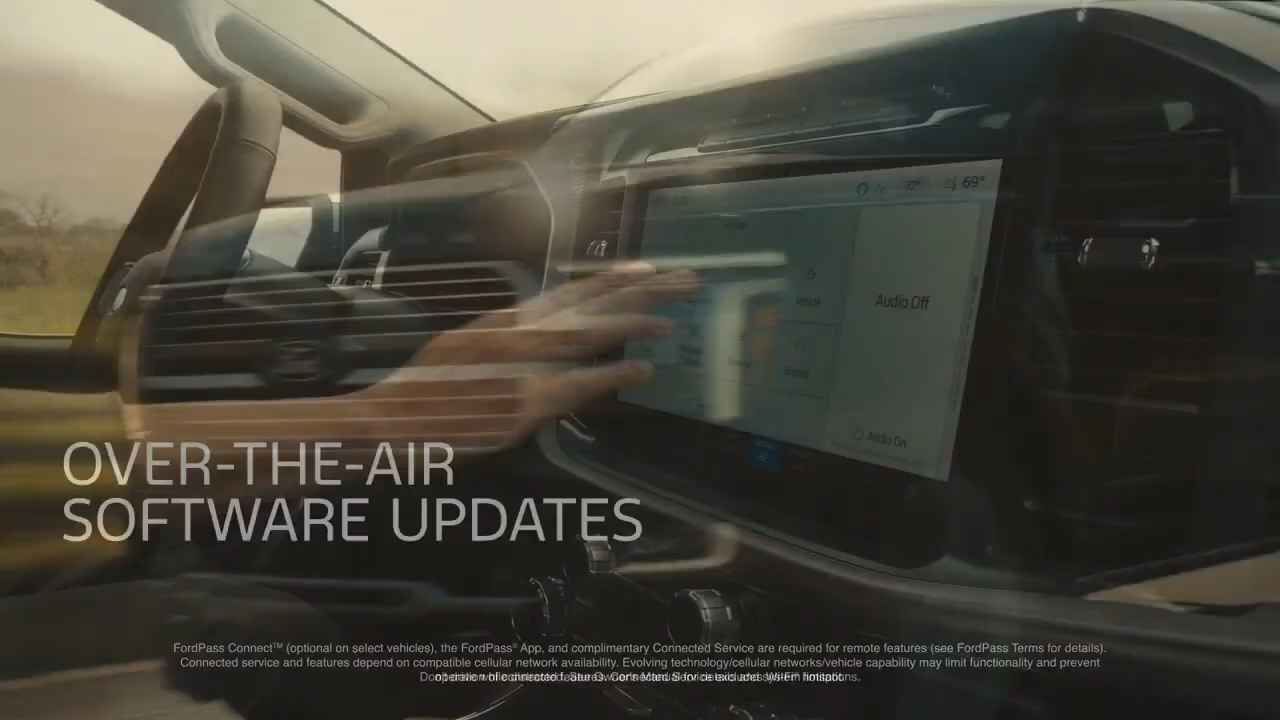 72° 69°
Vehicle
Audio Off
Audio On
OVER-THE-AIR
SOFTWARE UPDATES
FordPass Connect™ (optional on select vehicles), the FordPass® App, and complimentary Connected Service are required for remote features (see FordPass Terms for details).
Connected service and features depend on compatible cellular network availability. Evolving technology/cellular networks/vehicle capability may limit functionality and prevent